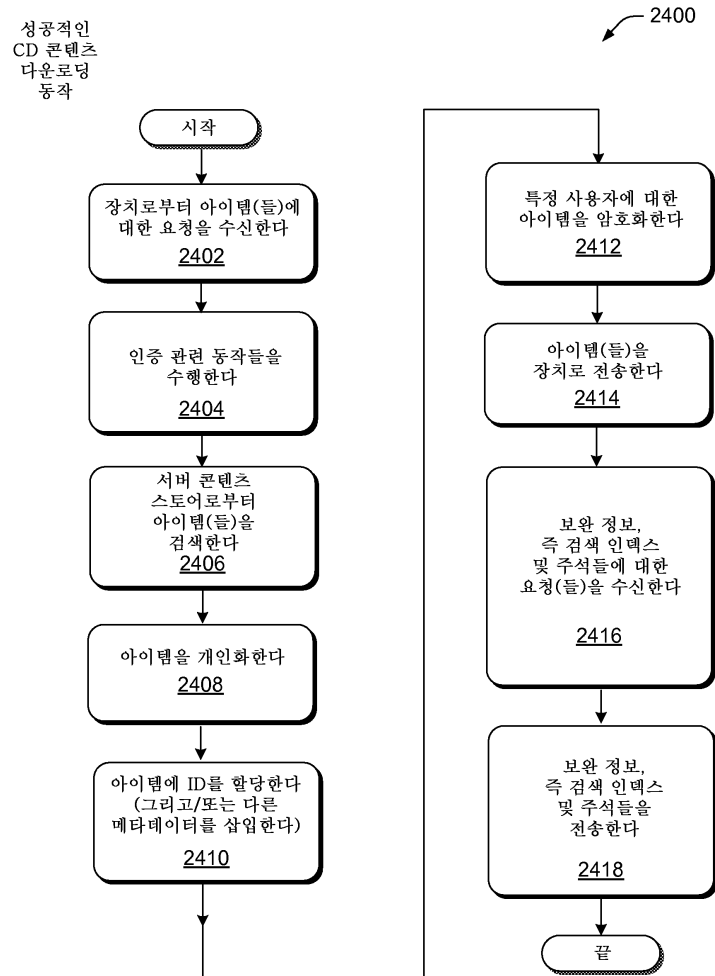 2400
성공적인
CD 콘텐츠
다운로딩
동작
시작
장치로부터 아이템(들)에
대한 요청을 수신한다
2402
인증 관련 동작들을
수행한다
2404
서버 콘텐츠
스토어로부터
아이템(들)을
검색한다
2406
아이템을 개인화한다
2408
아이템에 ID를 할당한다
(그리고/또는 다른
메타데이터를 삽입한다)
2410
특정 사용자에 대한
아이템을 암호화한다
2412
아이템(들)을
장치로 전송한다
2414
보완 정보,
즉 검색 인덱스
및 주석들에 대한
요청(들)을 수신한다
2416
보완 정보,
즉 검색 인덱스
및 주석들을
전송한다
2418
끝